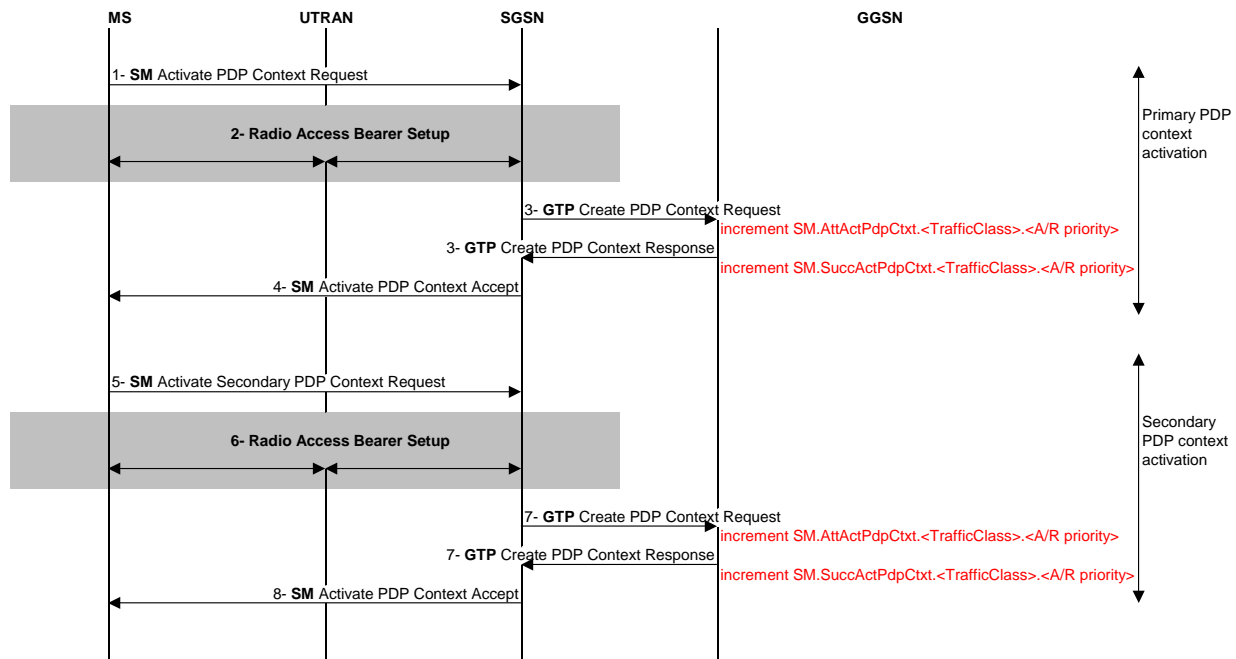 MS UTRAN SGSN GGSN
1- SM Activate PDP Context Request
Primary PDP
context
activation
2- Radio Access Bearer Setup
3- GTP Create PDP Context Request
increment SM.AttActPdpCtxt.<TrafficClass>.<A/R priority>
3- GTP Create PDP Context Response
increment SM.SuccActPdpCtxt.<TrafficClass>.<A/R priority>
4- SM Activate PDP Context Accept
5- SM Activate Secondary PDP Context Request
Secondary
PDP context
activation
6- Radio Access Bearer Setup
7- GTP Create PDP Context Request
increment SM.AttActPdpCtxt.<TrafficClass>.<A/R priority>
7- GTP Create PDP Context Response
increment SM.SuccActPdpCtxt.<TrafficClass>.<A/R priority>
8- SM Activate PDP Context Accept